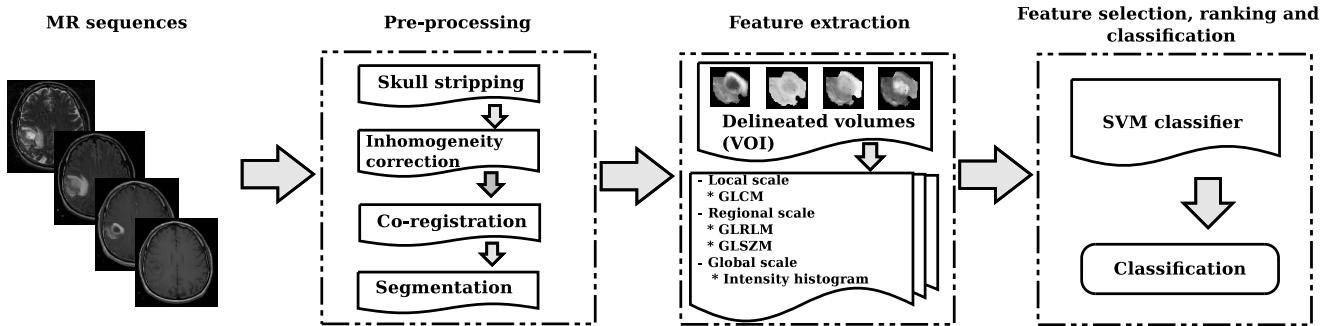 MR sequences
Pre-processing
Skull stripping
Inhomogeneity
correction
Co-registration
Segmentation
Feature extraction
Delineated volumes
(VOI)
- Local scale
* GLCM
- Regional scale
* GLRLM
* GLSZM
- Global scale
* Intensity histogram
Feature selection, ranking and
classification
SVM classifier
Classification